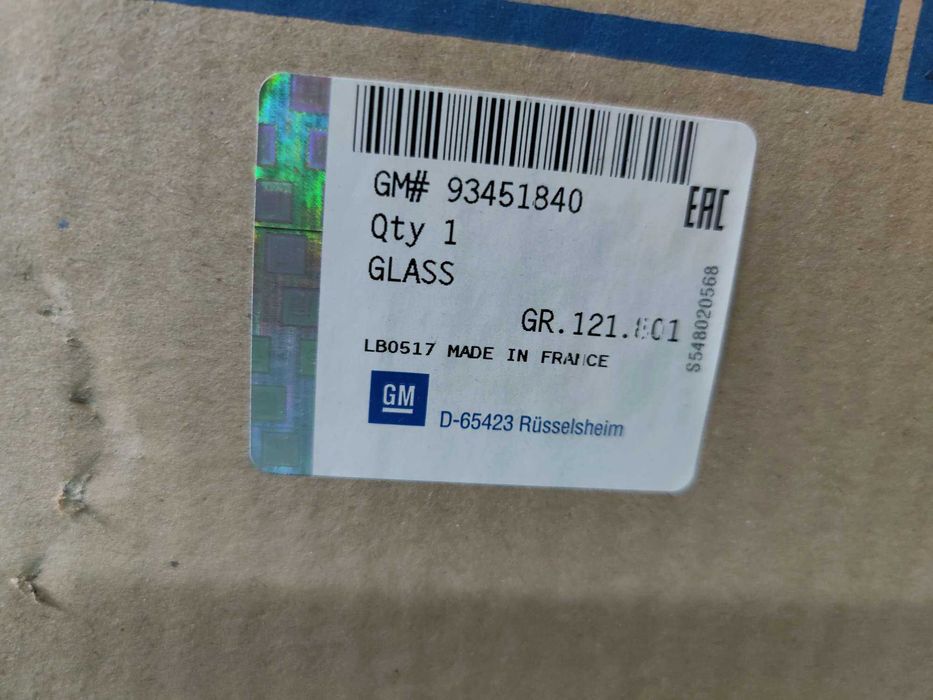 GM# 93451840
EAC
Qty 1
GLASS
GR.121.801
LB0517 MADE IN FRANCE
S548020568
GM
D-65423 Rüsselsheim